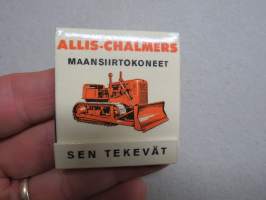 ALLIS-CHALMERS
MAANSIIRTOKONEET
SEN TEKEVÄT